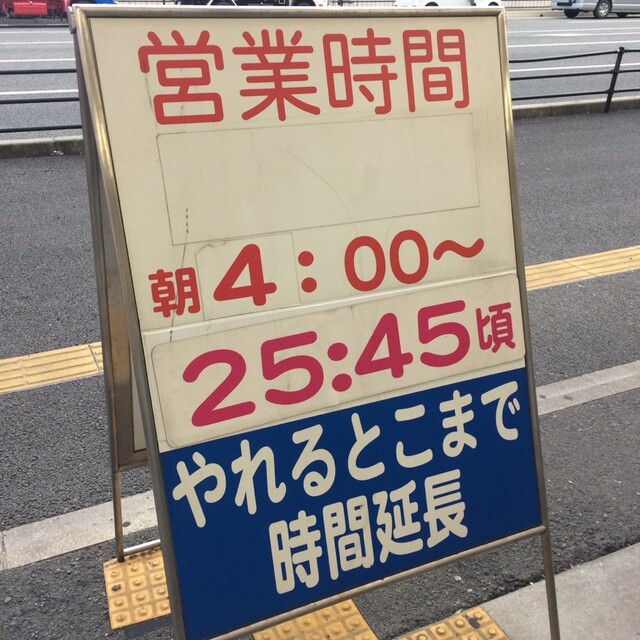 営業時間
朝4:00〜
25:45頃
やれるとこまで
時間延長